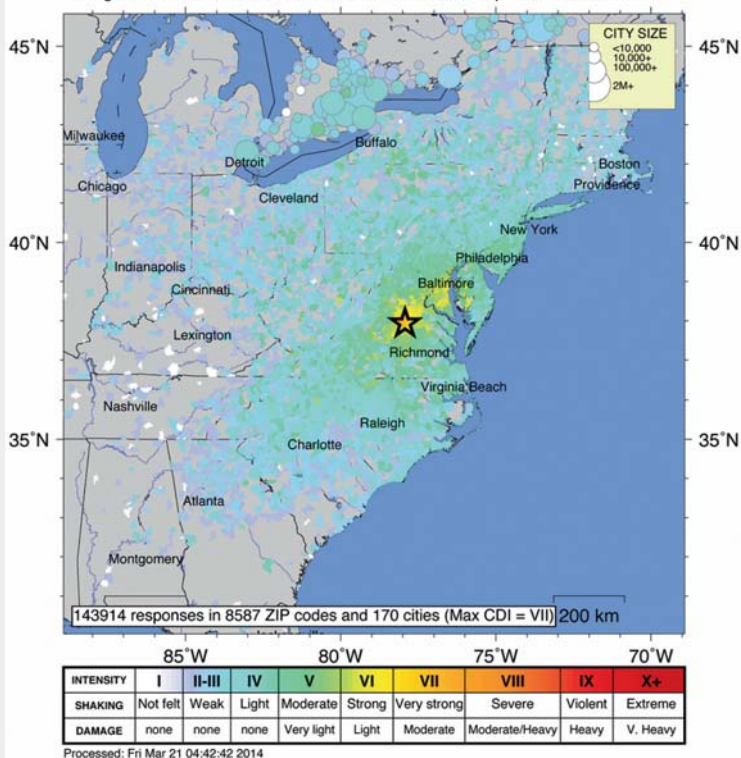 45°N
CITY SIZE
45°N
<10,000
10,000+
100,000+
2M+
Milwaukee
Buffalo
Detroit
Boston
Chicago
Providence
Cleveland
New York
40°N
40°N
Philadelphia
Indianapolis
Baltimore
Cincinnati
Lexington
Richmond
Virginia Beach
Nashville
Raleigh
35°N
35°N
Charlotte
Atlanta
Montgomery
143914 responses in 8587 ZIP codes and 170 cities (Max CDI = VII)
200 km
85°W 80°W 75°W 70°W
INTENSITY I II-III IV V VI VII VIII IX X+
SHAKING Not felt Weak Light Moderate Strong Very strong Severe Violent Extreme
DAMAGE none none none Very light Light Moderate Moderate/Heavy Heavy V. Heavy
Processed: Fri Mar 21 04:42:42 2014